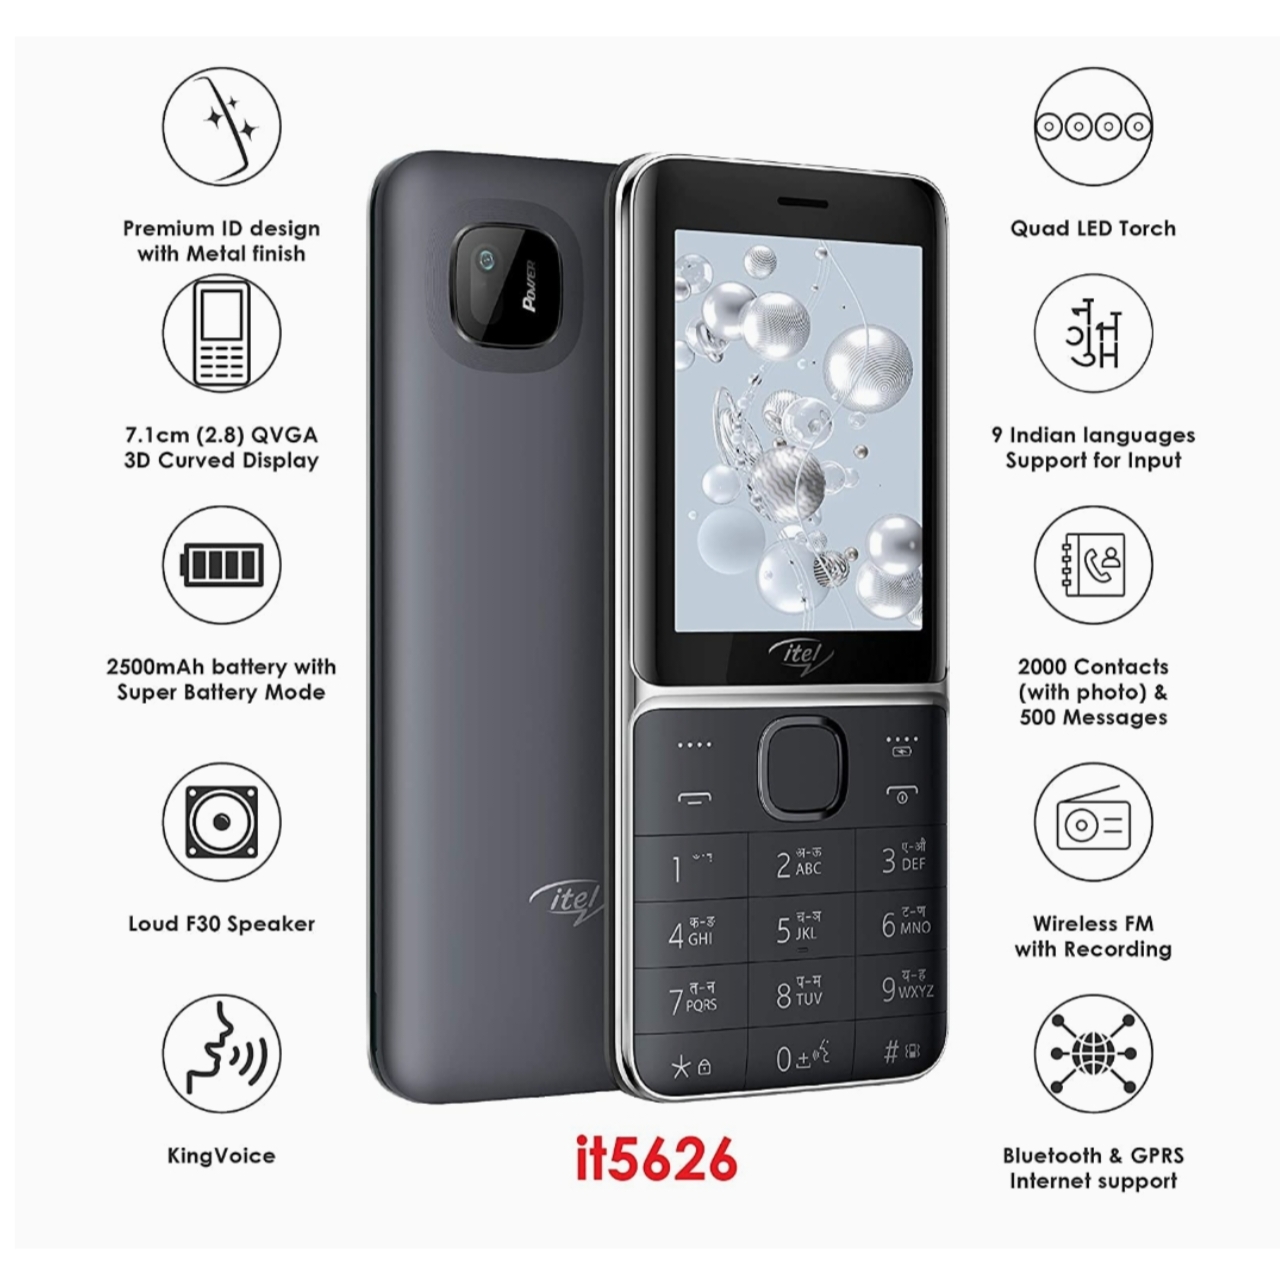 Premium ID design
with Metal finish
7.1cm (2.8) QVGA
3D Curved Display
2500mAh battery with
Super Battery Mode
Loud F30 Speaker
KingVoice
POWER
itel
itel
1
2 अ-ऊ ABC
3 ए-औ DEF
4 क-ङ GHI
5 च-ञ JKL
6 ट-ण MNO
7 त-न PQRS
8 प-म TUV
9 य-ह WXYZ
*
0 +
#
it5626
Quad LED Torch
9 Indian languages
Support for Input
2000 Contacts
(with photo) &
500 Messages
Wireless FM
with Recording
Bluetooth & GPRS
Internet support